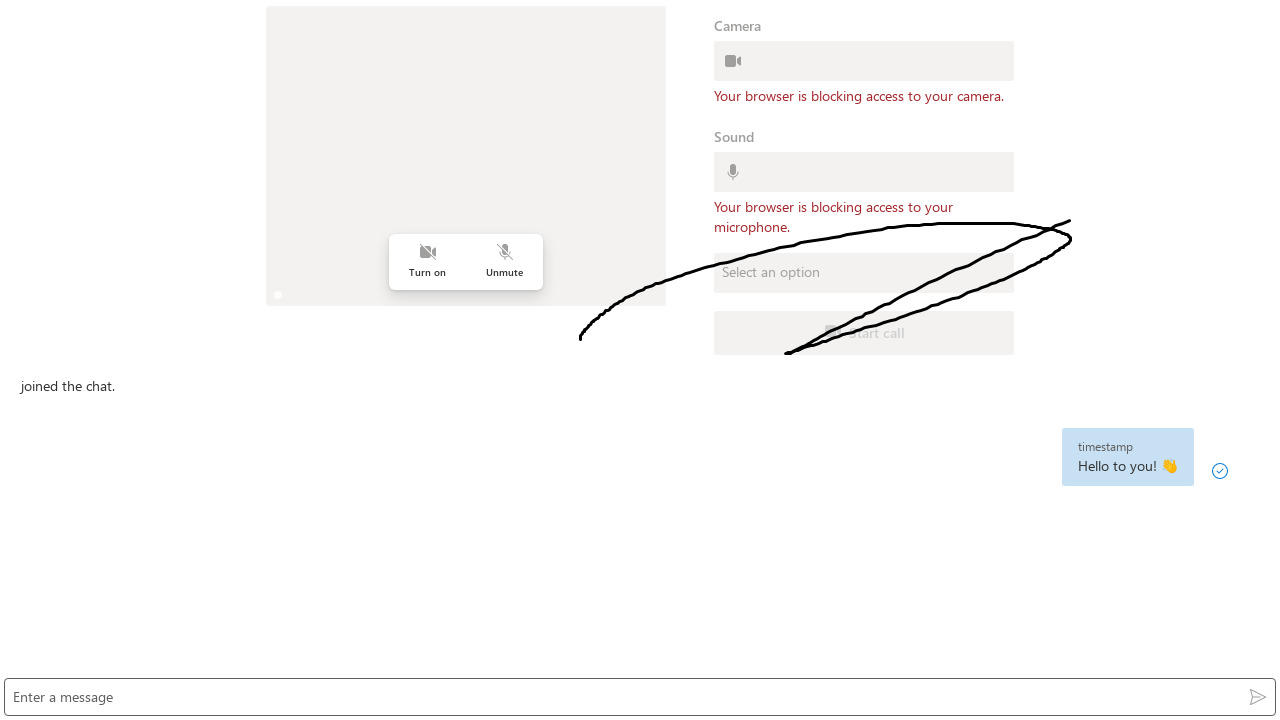 Camera
Your browser is blocking access to your camera.
Sound
Your browser is blocking access to your
microphone.
Turn on
Unmute
Select an option
Start call
joined the chat.
timestamp
Hello to you! 👋
Enter a message